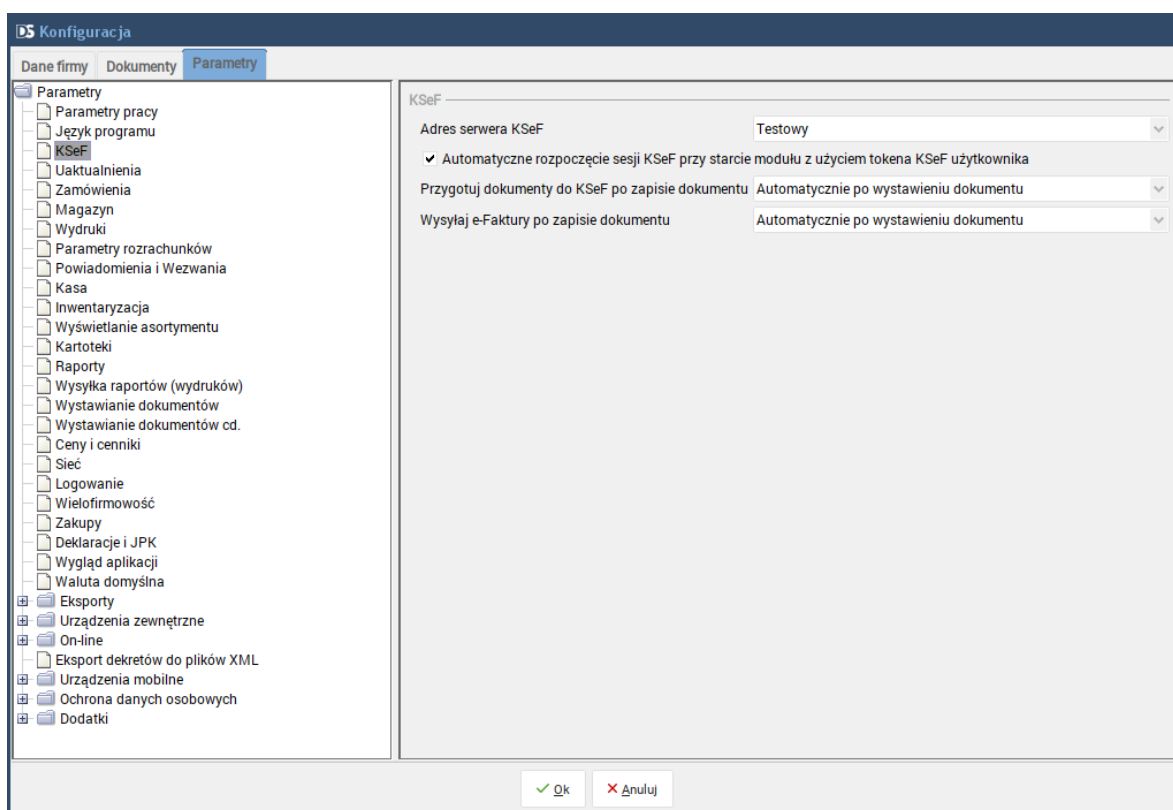 DS Konfiguracja
Dane firmy Dokumenty Parametry
Parametry
Parametry pracy
Język programu
KSeF
Uaktualnienia
Zamówienia
Magazyn
Wydruki
Parametry rozrachunków
Powiadomienia i Wezwania
Kasa
Inwentaryzacja
Wyświetlanie asortymentu
Kartoteki
Raporty
Wysyłka raportów (wydruków)
Wystawianie dokumentów
Wystawianie dokumentów cd.
Ceny i cenniki
Sieć
Logowanie
Wielofirmowość
Zakupy
Deklaracje i JPK
Wygląd aplikacji
Waluta domyślna
Eksporty
Urządzenia zewnętrzne
On-line
Eksport dekretów do plików XML
Urządzenia mobilne
Ochrona danych osobowych
Dodatki
KSeF
Adres serwera KSeF Testowy
Automatyczne rozpoczęcie sesji KSeF przy starcie modułu z użyciem tokena KSeF użytkownika
Przygotuj dokumenty do KSeF po zapisie dokumentu Automatycznie po wystawieniu dokumentu
Wysyłaj e-Faktury po zapisie dokumentu Automatycznie po wystawieniu dokumentu
Ok Anuluj